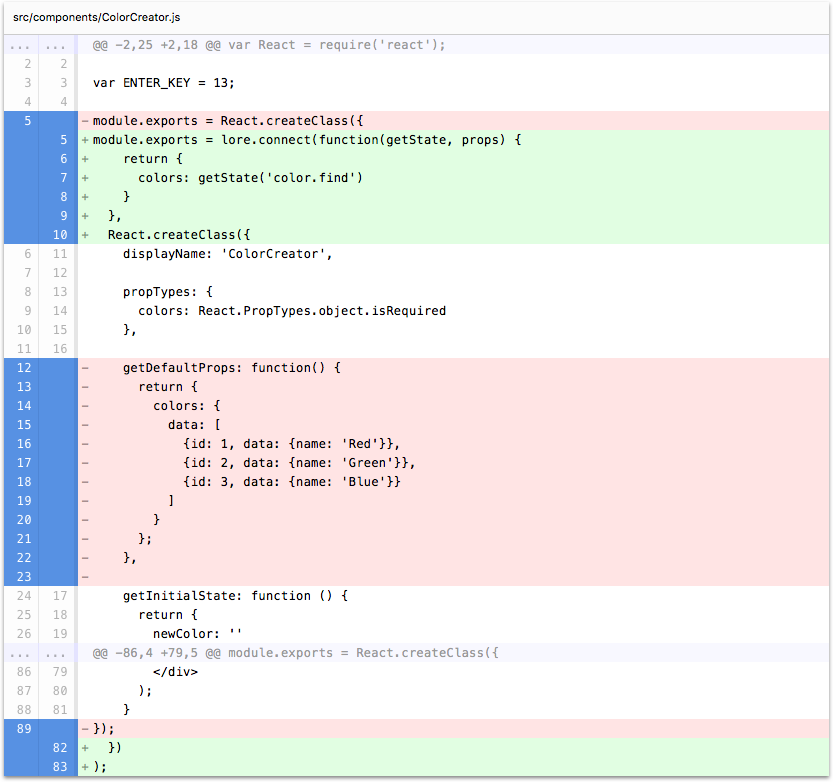 src/components/ColorCreator.js
... ... @@ -2,25 +2,18 @@ var React = require('react');
2 2
3 3 var ENTER_KEY = 13;
4 4
5 -module.exports = React.createClass({
5 +module.exports = lore.connect(function(getState, props) {
6 +    return {
7 +      colors: getState('color.find')
8 +    }
9 +  },
10 +  React.createClass({
6 11     displayName: 'ColorCreator',
7 12
8 13     propTypes: {
9 14       colors: React.PropTypes.object.isRequired
10 15     },
11 16
12 -    getDefaultProps: function() {
13 -      return {
14 -        colors: {
15 -          data: [
16 -            {id: 1, data: {name: 'Red'}},
17 -            {id: 2, data: {name: 'Green'}},
18 -            {id: 3, data: {name: 'Blue'}}
19 -          ]
20 -        }
21 -      };
22 -    },
23 -
24 17     getInitialState: function () {
25 18       return {
26 19         newColor: ''
... ... @@ -86,4 +79,5 @@ module.exports = React.createClass({
86 79         </div>
87 80       );
88 81     }
89 -});
82 +  })
83 +);